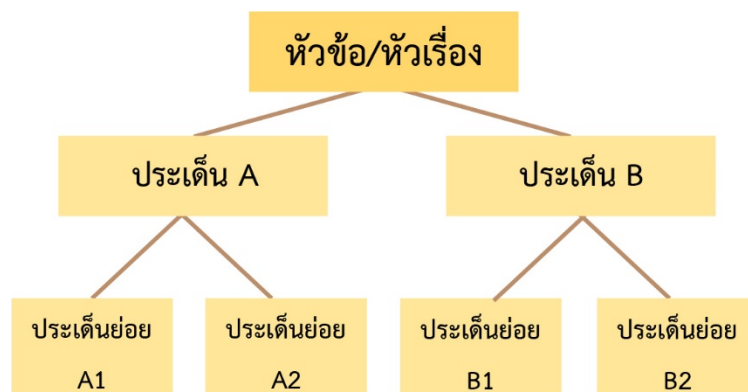 หัวข้อ/หัวเรื่อง
ประเด็น A
ประเด็น B
ประเด็นย่อย
A1
ประเด็นย่อย
A2
ประเด็นย่อย
B1
ประเด็นย่อย
B2